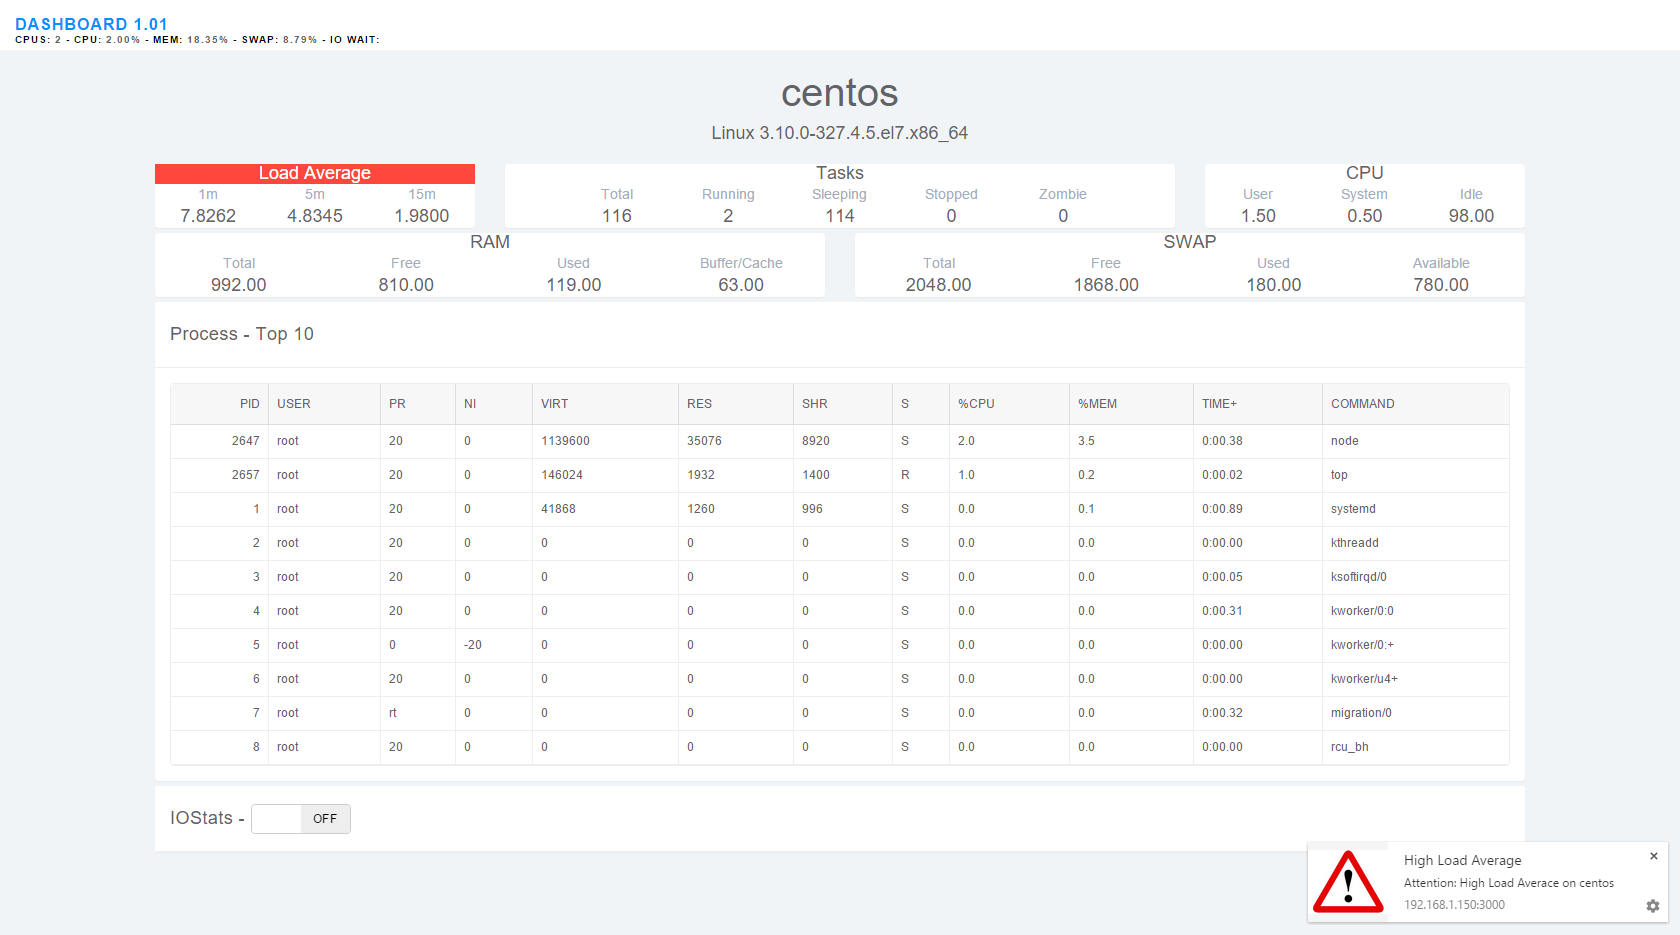 DASHBOARD 1.01
CPUS: 2 - CPU: 2.00% - MEM: 18.35% - SWAP: 8.79% - IO WAIT:
centos
Linux 3.10.0-327.4.5.el7.x86_64
Load Average
1m 5m 15m
7.8262 4.8345 1.9800
Tasks
Total Running Sleeping Stopped Zombie
116 2 114 0 0
CPU
User System Idle
1.50 0.50 98.00
RAM
Total Free Used Buffer/Cache
992.00 810.00 119.00 63.00
SWAP
Total Free Used Available
2048.00 1868.00 180.00 780.00
Process - Top 10
PID USER PR NI VIRT RES SHR S %CPU %MEM TIME+ COMMAND
2647 root 20 0 1139600 35076 8920 S 2.0 3.5 0:00.38 node
2657 root 20 0 146024 1932 1400 R 1.0 0.2 0:00.02 top
1 root 20 0 41868 1260 996 S 0.0 0.1 0:00.89 systemd
2 root 20 0 0 0 0 S 0.0 0.0 0:00.00 kthreadd
3 root 20 0 0 0 0 S 0.0 0.0 0:00.05 ksoftirqd/0
4 root 20 0 0 0 0 S 0.0 0.0 0:00.31 kworker/0:0
5 root 0 -20 0 0 0 S 0.0 0.0 0:00.00 kworker/0:+
6 root 20 0 0 0 0 S 0.0 0.0 0:00.00 kworker/u4+
7 root rt 0 0 0 0 S 0.0 0.0 0:00.32 migration/0
8 root 20 0 0 0 0 S 0.0 0.0 0:00.00 rcu_bh
IOStats - OFF
High Load Average
Attention: High Load Averace on centos
192.168.1.150:3000